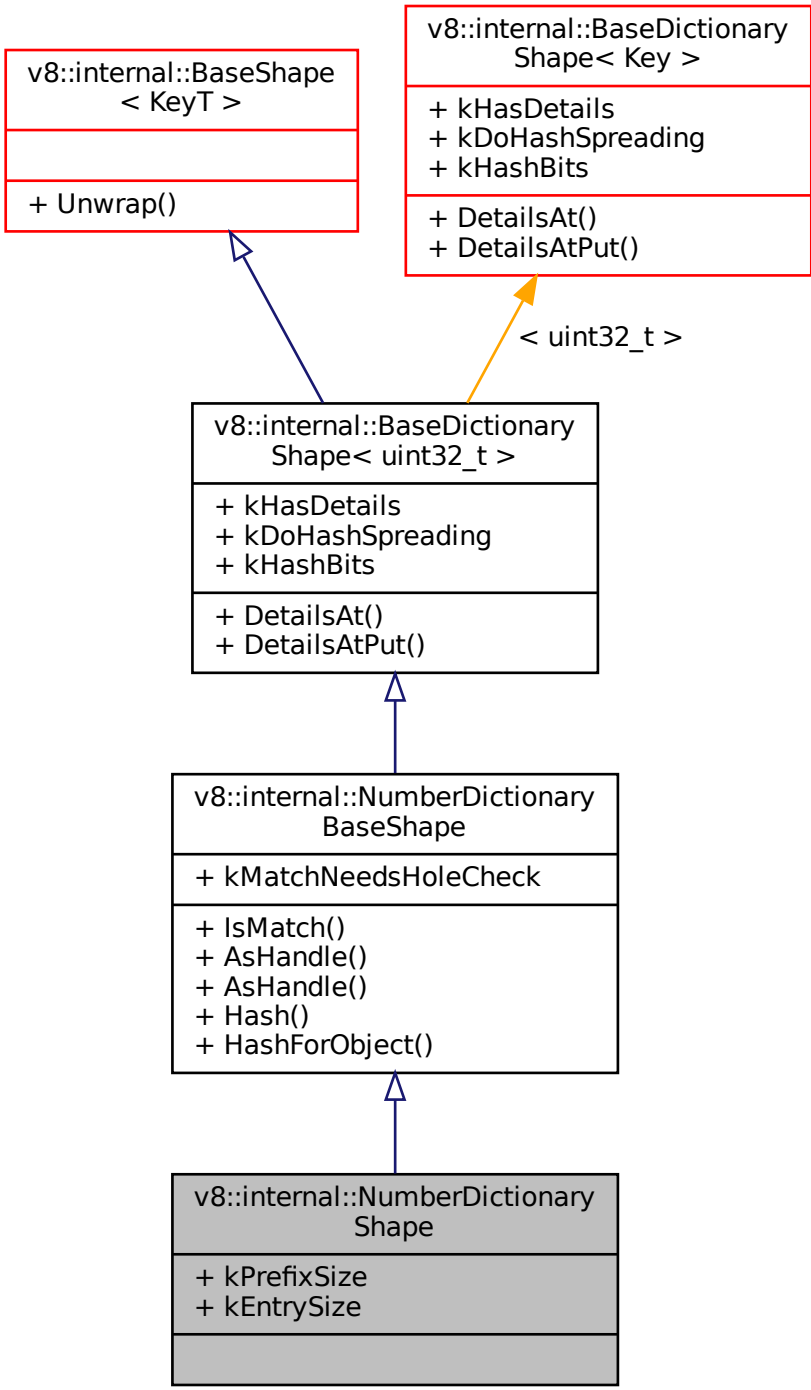 v8::internal::BaseShape
< KeyT >
+ Unwrap()
v8::internal::BaseDictionary
Shape< Key >
+ kHasDetails
+ kDoHashSpreading
+ kHashBits
+ DetailsAt()
+ DetailsAtPut()
< uint32_t >
v8::internal::BaseDictionary
Shape< uint32_t >
+ kHasDetails
+ kDoHashSpreading
+ kHashBits
+ DetailsAt()
+ DetailsAtPut()
v8::internal::NumberDictionary
BaseShape
+ kMatchNeedsHoleCheck
+ IsMatch()
+ AsHandle()
+ AsHandle()
+ Hash()
+ HashForObject()
v8::internal::NumberDictionary
Shape
+ kPrefixSize
+ kEntrySize